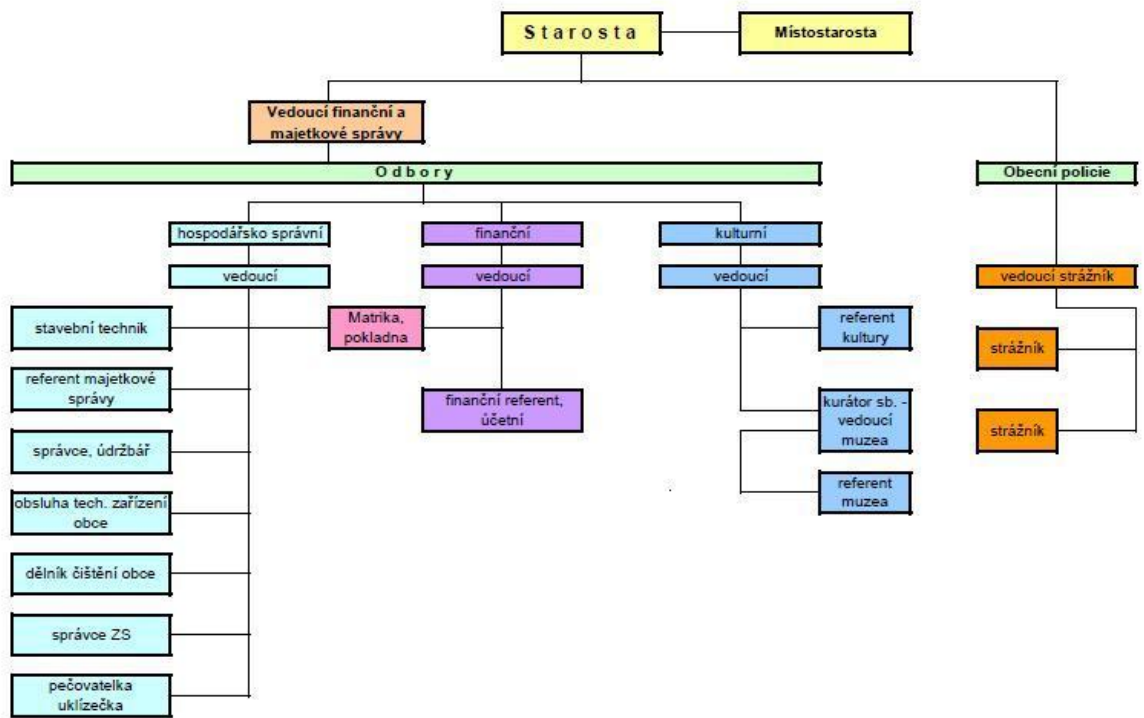 S t a r o s t a
Místostarosta
Vedoucí finanční a
majetkové správy
O d b o r y
Obecní policie
hospodářsko správní
finanční
kulturní
vedoucí
vedoucí
vedoucí
vedoucí strážník
stavební technik
Matrika,
pokladna
referent
kultury
strážník
referent majetkové
správy
finanční referent,
účetní
kurátor sb. -
vedoucí
muzea
strážník
správce, údržbář
obsluha tech. zařízení
obce
referent
muzea
dělník čištění obce
správce ZS
pečovatelka
uklízečka